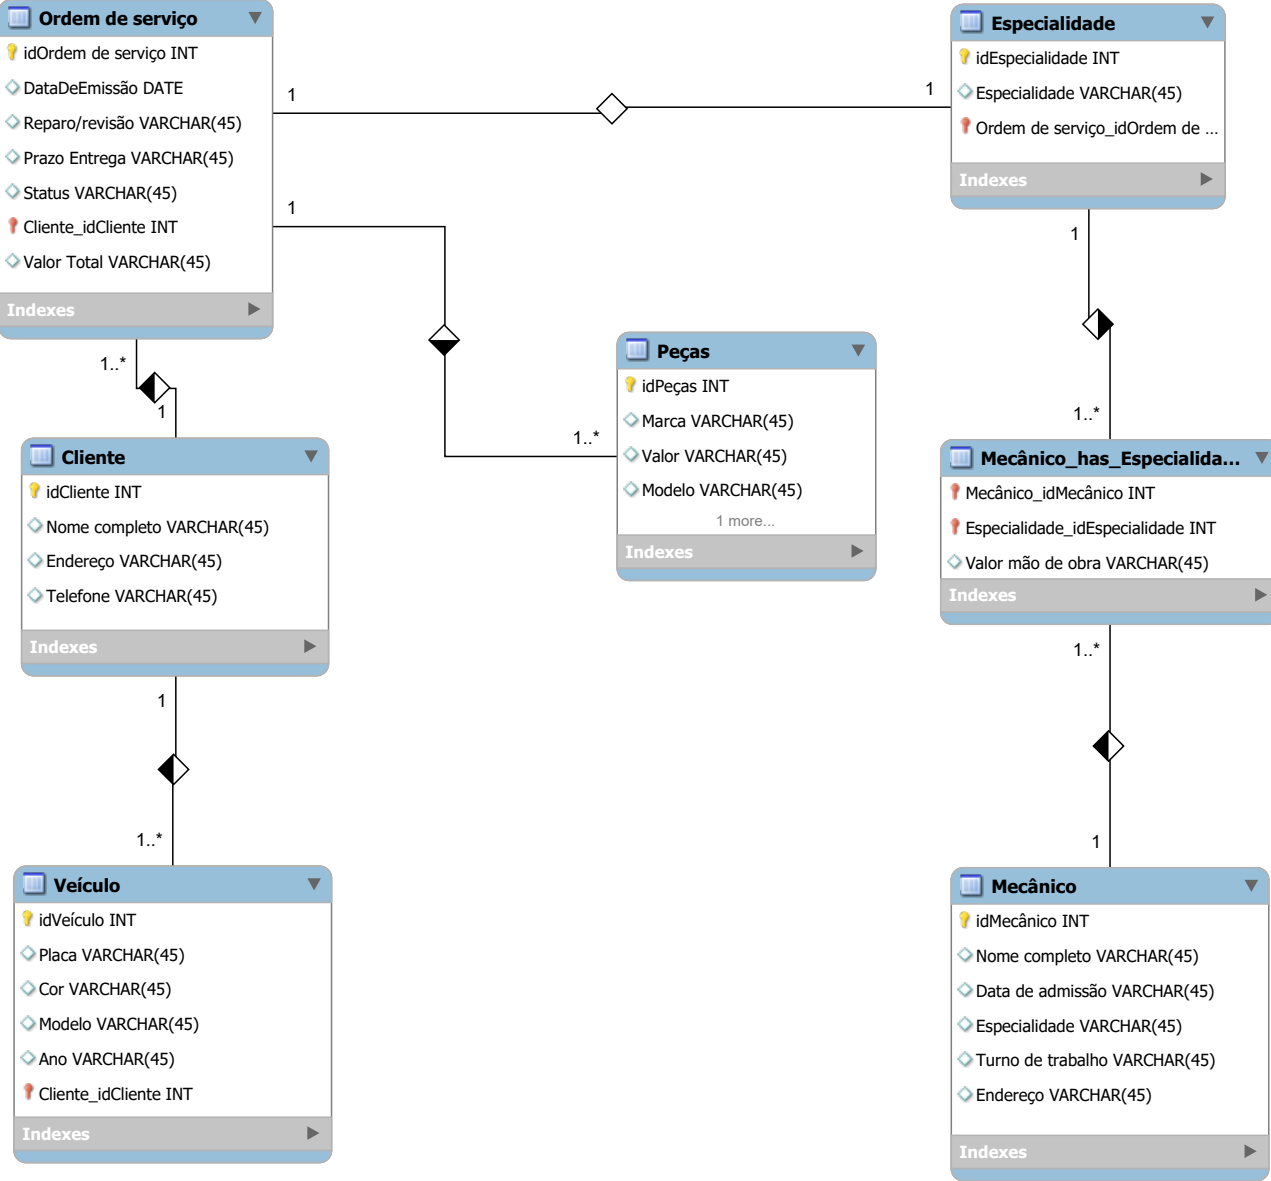 Ordem de serviço
idOrdem de serviço INT
DataDeEmissão DATE
Reparo/revisão VARCHAR(45)
Prazo Entrega VARCHAR(45)
Status VARCHAR(45)
Cliente_idCliente INT
Valor Total VARCHAR(45)
Indexes
1
1
Especialidade
idEspecialidade INT
Especialidade VARCHAR(45)
Ordem de serviço_idOrdem de ...
Indexes
1
1..*
Peças
idPeças INT
Marca VARCHAR(45)
Valor VARCHAR(45)
Modelo VARCHAR(45)
1 more...
Indexes
1..*
1
Cliente
idCliente INT
Nome completo VARCHAR(45)
Endereço VARCHAR(45)
Telefone VARCHAR(45)
Indexes
1
1..*
Mecânico_has_Especialida...
Mecânico_idMecânico INT
Especialidade_idEspecialidade INT
Valor mão de obra VARCHAR(45)
Indexes
1
1..*
Veículo
idVeículo INT
Placa VARCHAR(45)
Cor VARCHAR(45)
Modelo VARCHAR(45)
Ano VARCHAR(45)
Cliente_idCliente INT
Indexes
1..*
1
Mecânico
idMecânico INT
Nome completo VARCHAR(45)
Data de admissão VARCHAR(45)
Especialidade VARCHAR(45)
Turno de trabalho VARCHAR(45)
Endereço VARCHAR(45)
Indexes